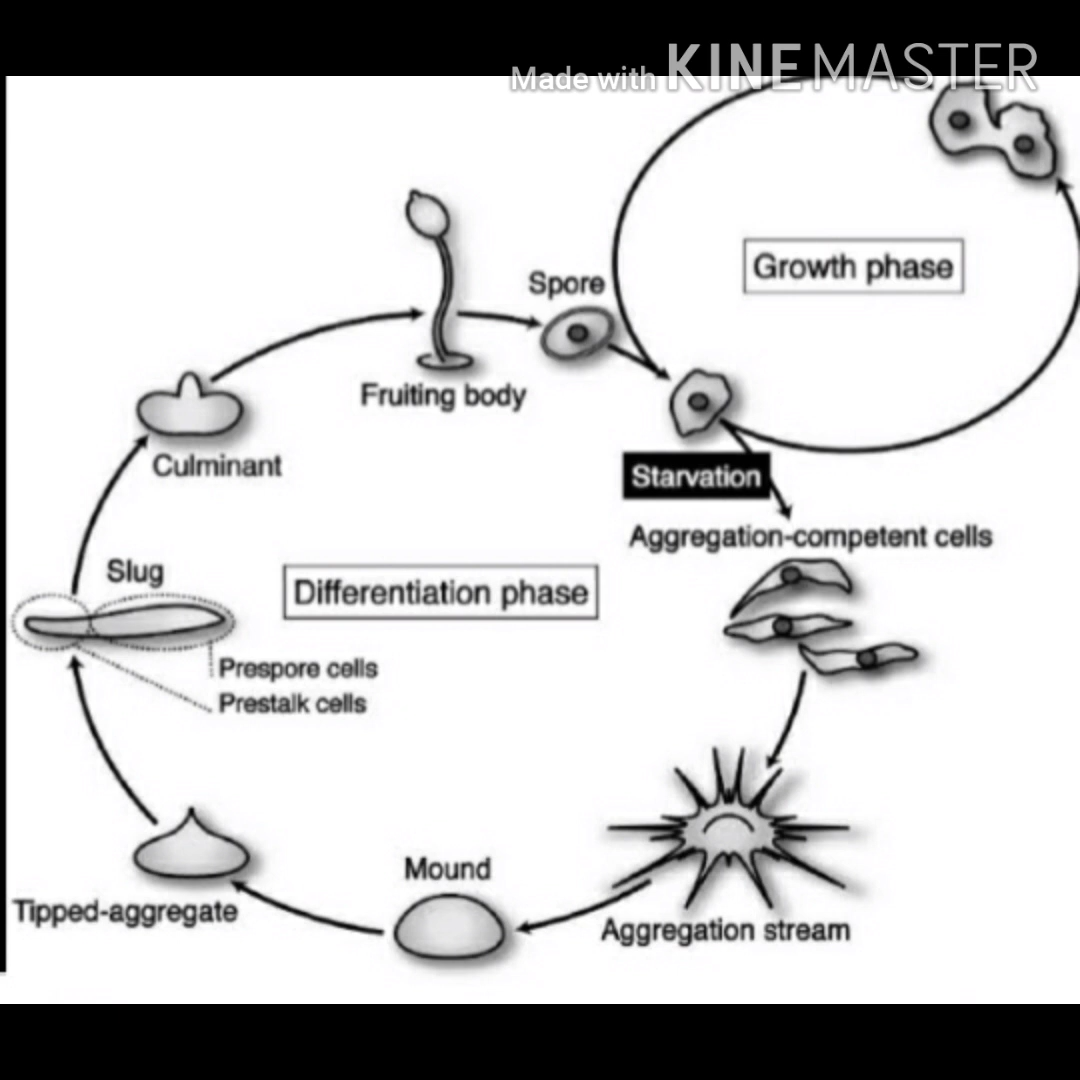 Made with KINEMASTER
Growth phase
Spore
Fruiting body
Culminant
Starvation
Aggregation-competent cells
Slug
Differentiation phase
Prespore cells
Prestalk cells
Mound
Tipped-aggregate
Aggregation stream